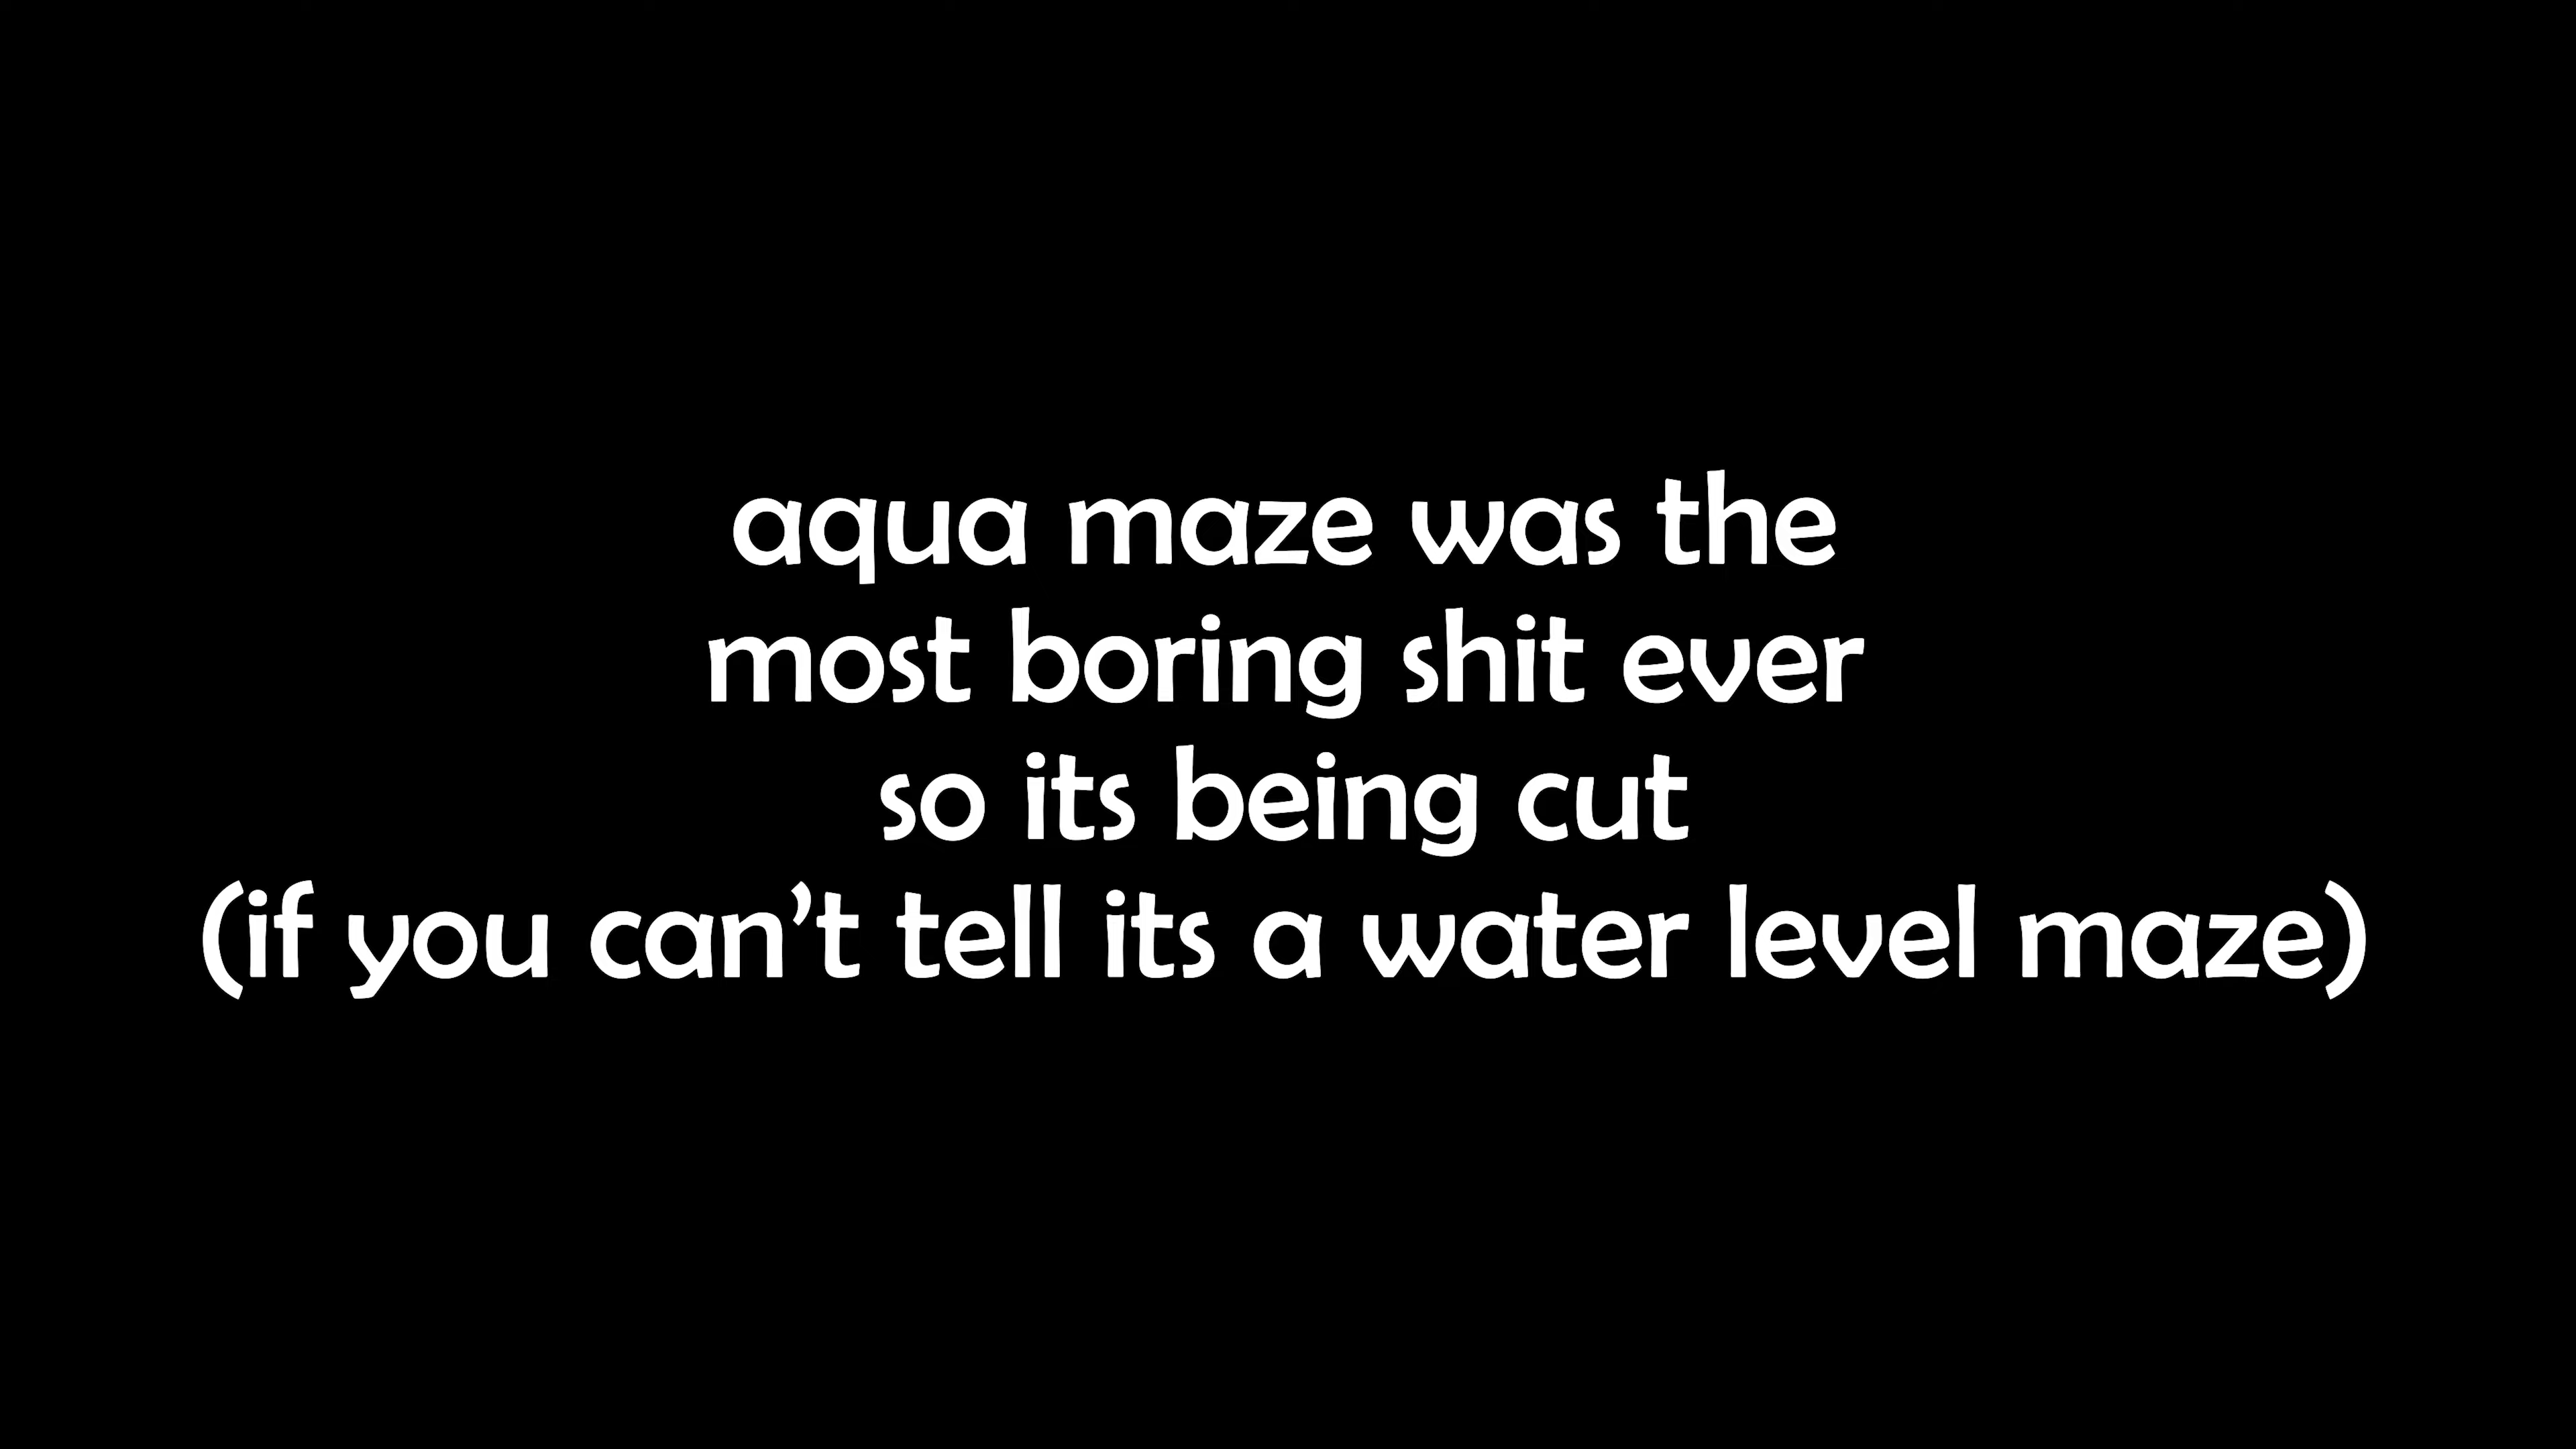 aqua maze was the
most boring shit ever
so its being cut
(if you can’t tell its a water level maze)